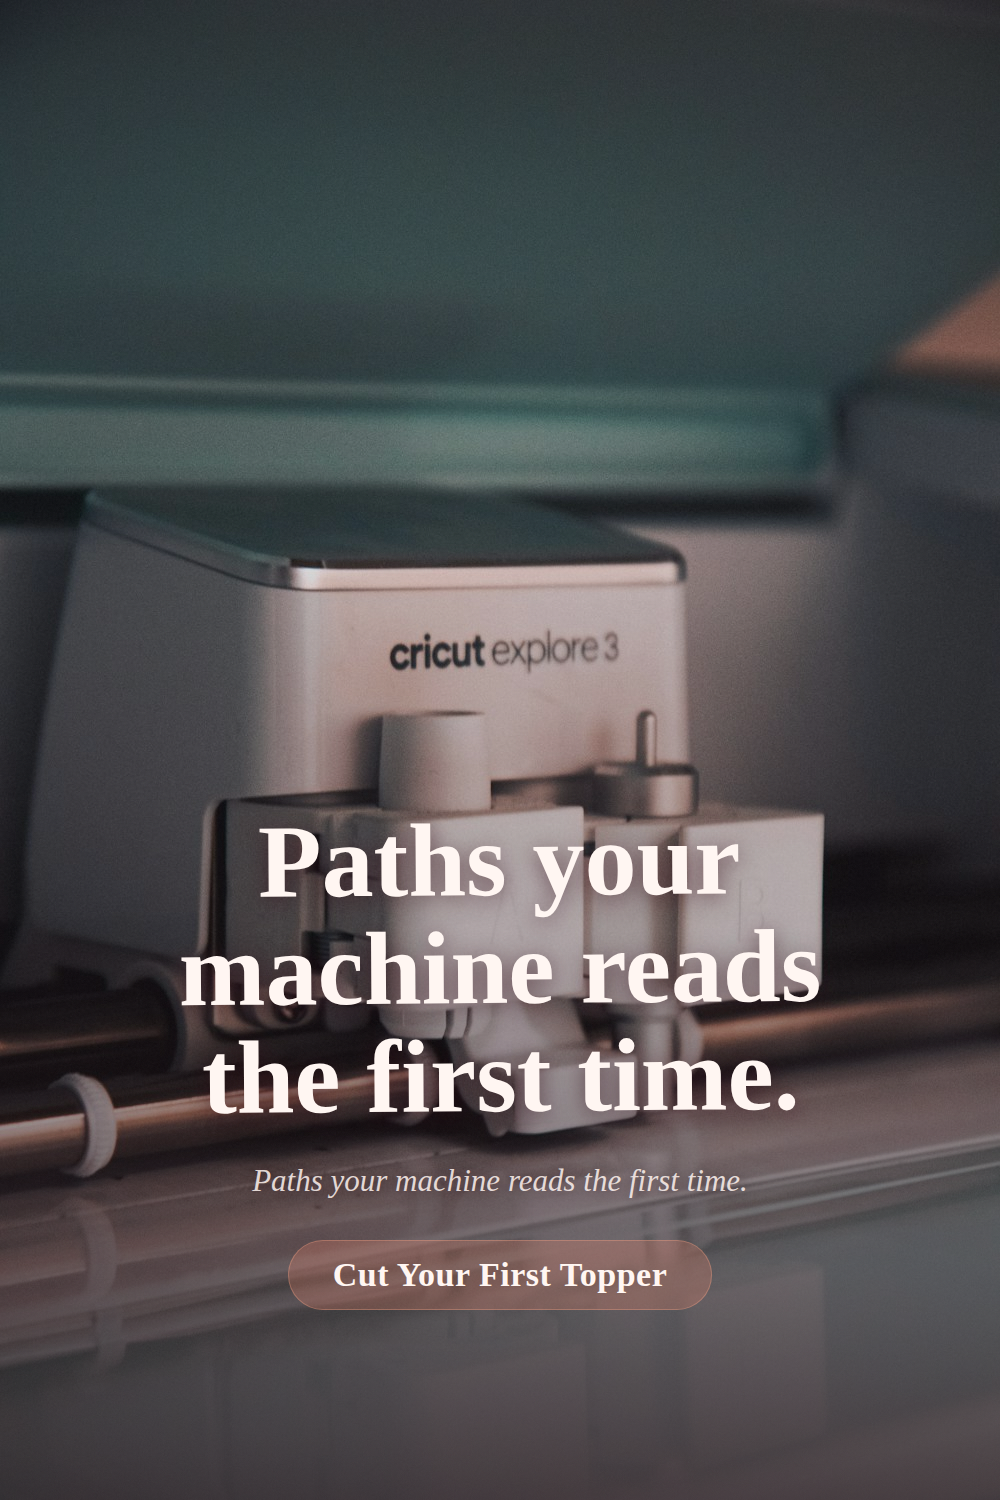 cricut explore 3
Paths your
machine reads
the first time.
Paths your machine reads the first time.
Cut Your First Topper